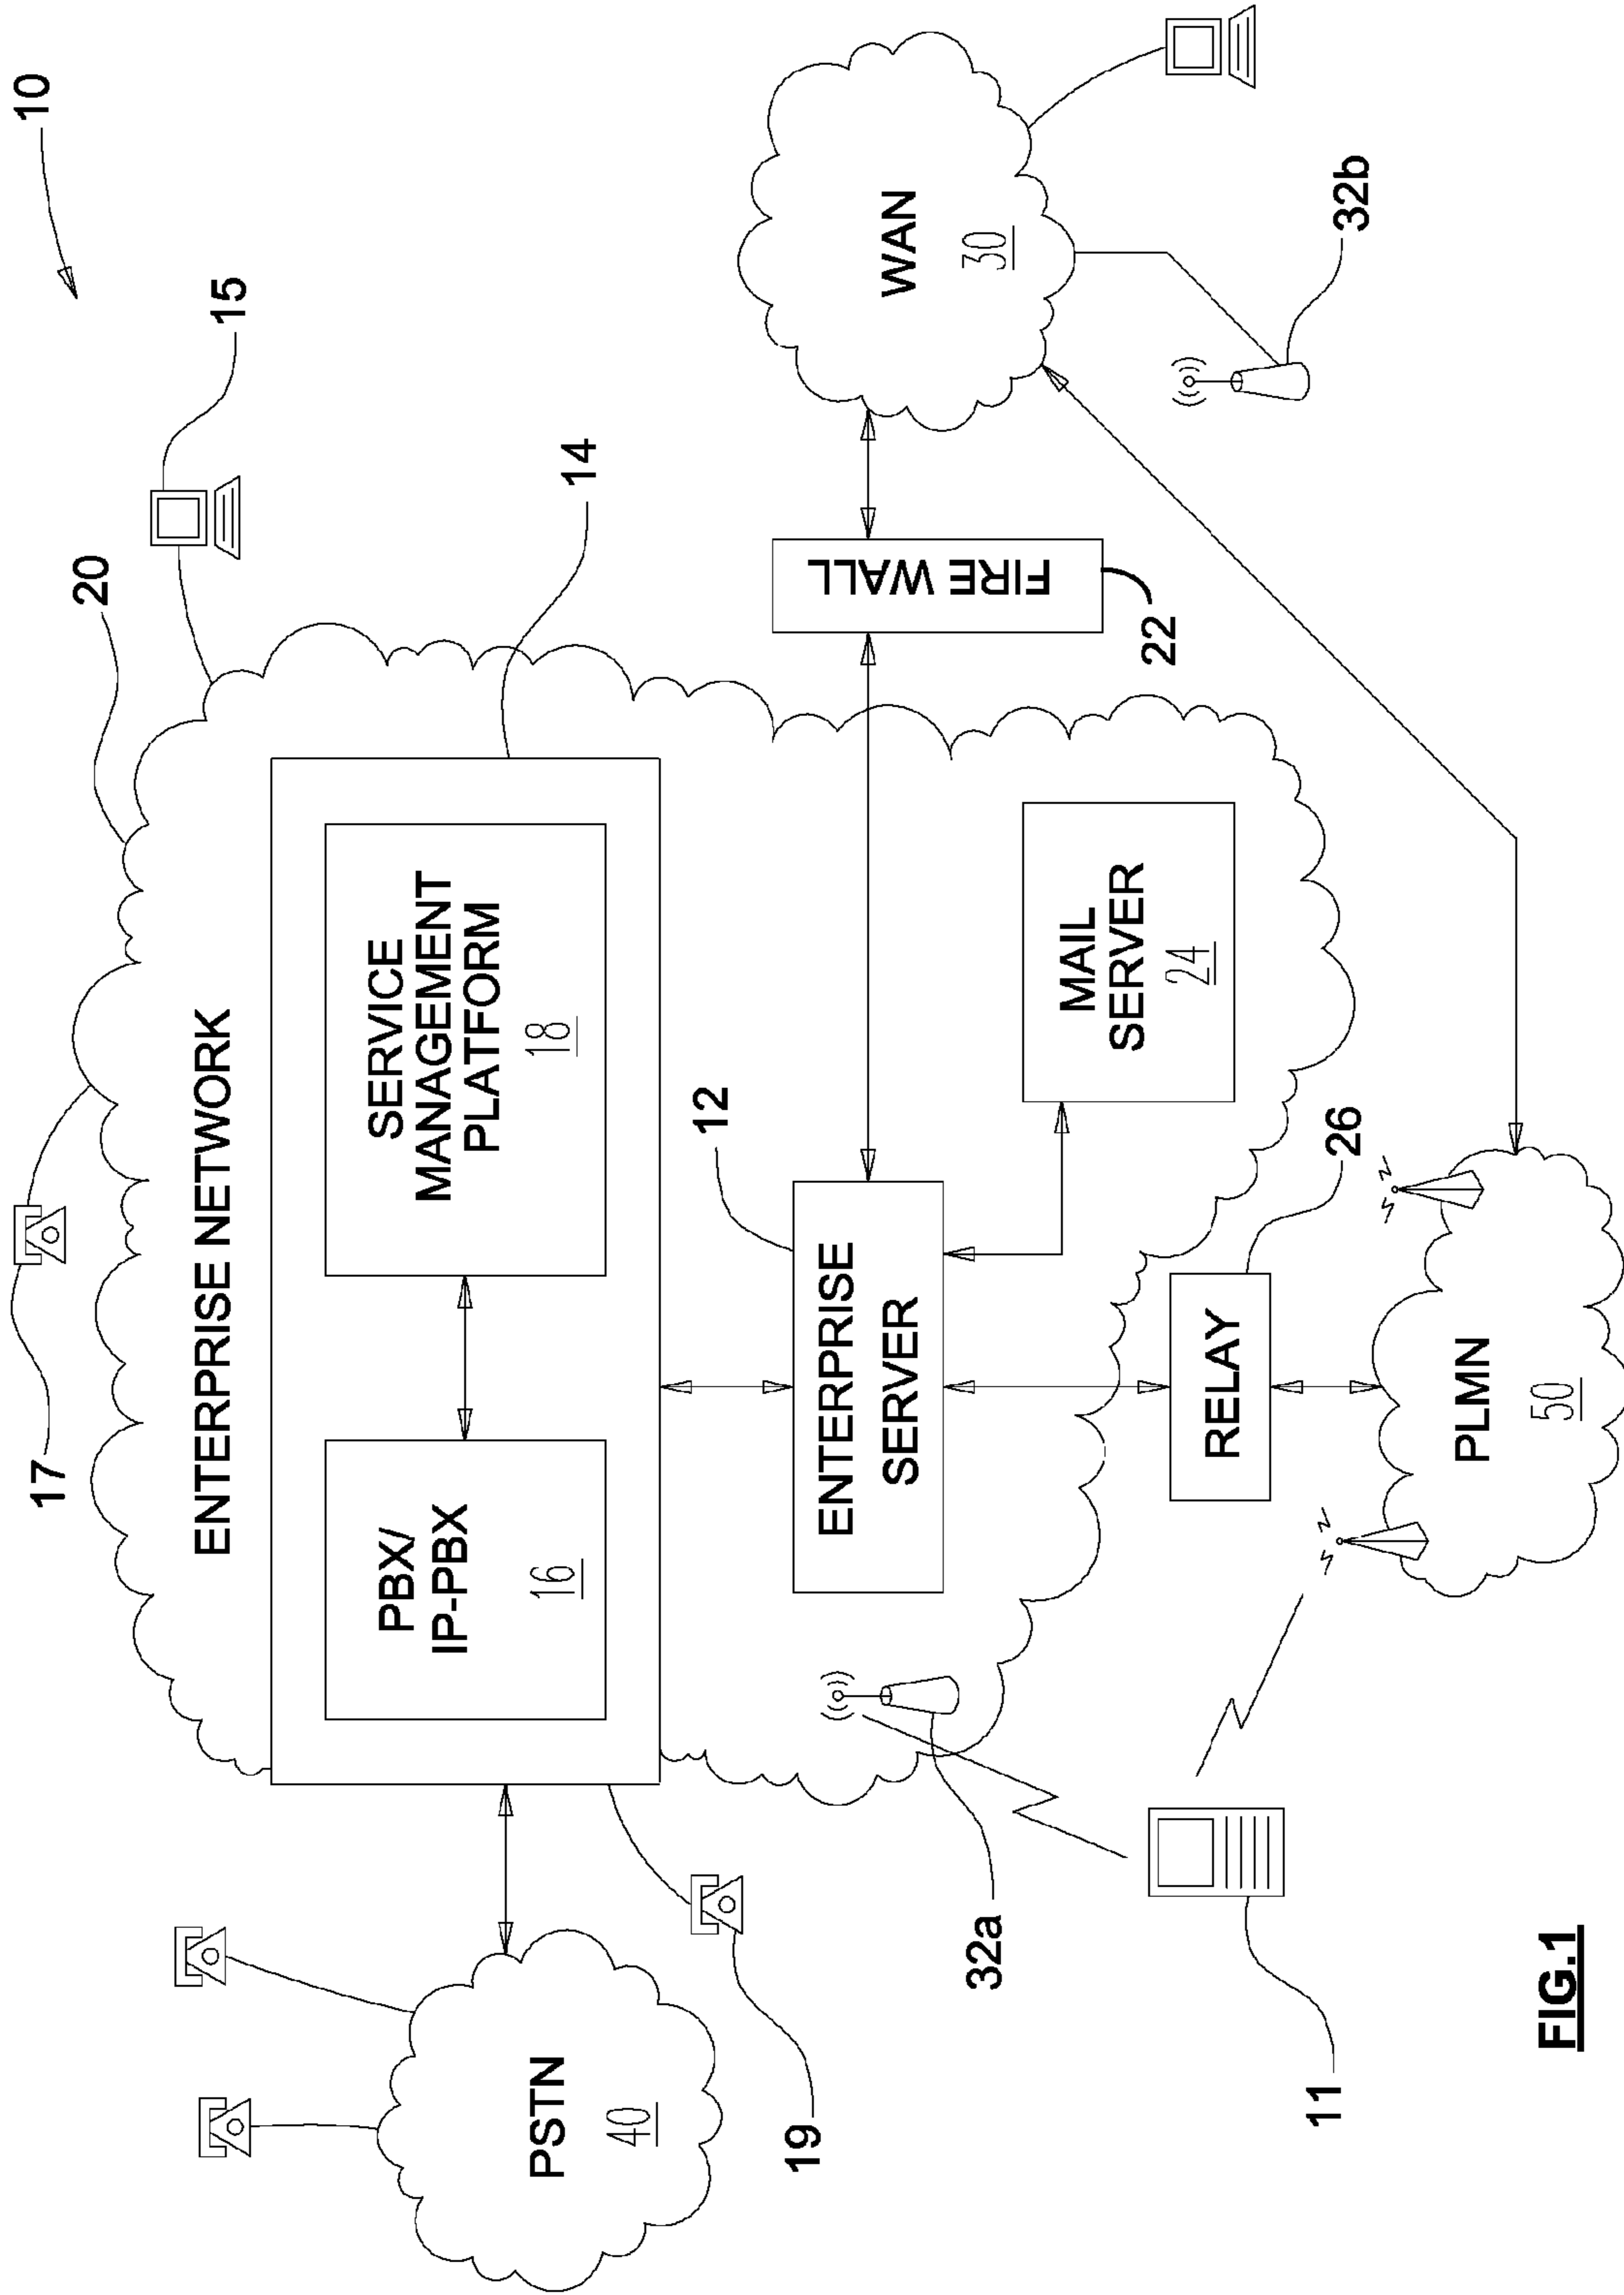 10
17
20
15
ENTERPRISE NETWORK
14
PBX/
IP-PBX
16
SERVICE
MANAGEMENT
PLATFORM
18
PSTN
40
19
12
ENTERPRISE
SERVER
FIRE WALL
22
WAN
30
MAIL
SERVER
24
32a
32b
RELAY
26
11
PLMN
50
FIG.1